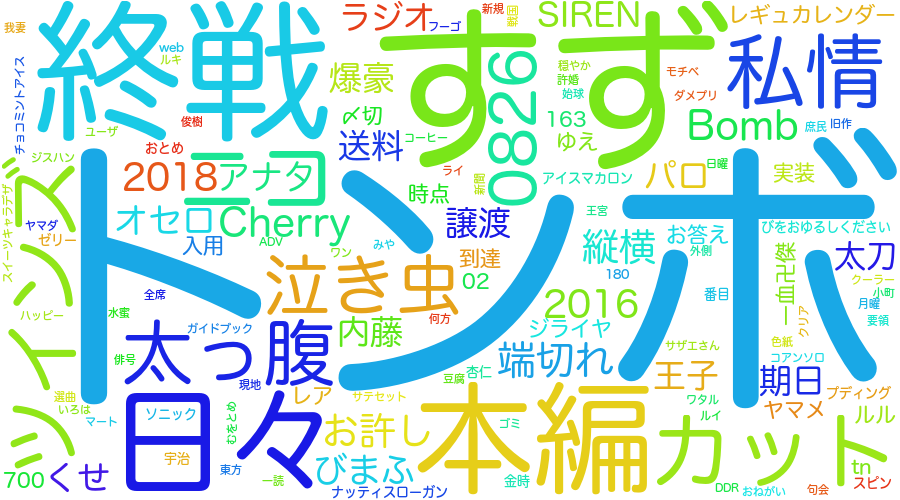 我妻
終戦
ラジオ
フーゴ
新規
戦国
SIREN
レギュカレンダー
web
ルキ
すず
私情
チョコミントアイス
爆豪
0826
穏やか
許婚
始球
モチベ
ダメプリ
ユーザ
俊樹
〆切
コーヒー
163
Bomb
庶民
旧作
おとめ
送料
ゆえ
ジスハン
2018
アナタ
ニコ
ライ
新聞
アイスマカロン
パロ
日曜
実装
スイーツキャラデザ
ツインズ
トンボ
時点
オセロ
Cherry
譲渡
王宮
びをおゆるしください
ヤマダ
ゼリー
入用
ADV
ワン
みや
到達
縦横
お答え
外側
太刀
02
180
番目
一血卍傑
クーラー
小町
全席
泣き虫
2016
月曜
ハッピー
水蜜
ガイドブック
何方
内藤
ジライヤ
クリア
要領
俳号
太っ腹
端切れ
サザエさん
色紙
コアンソロ
現地
豆腐
杏仁
王子
期日
選曲
いろは
日々
レア
サテセット
本編
ワタル
プディング
マート
ソニック
むをとめ
お許し
ゴミ
カット
ルイ
ヤマメ
ルル
宇治
700
くせ
東方
一読
びまふ
ナッティスローガン
金時
DDR
おねがい
句会
tn
スピン